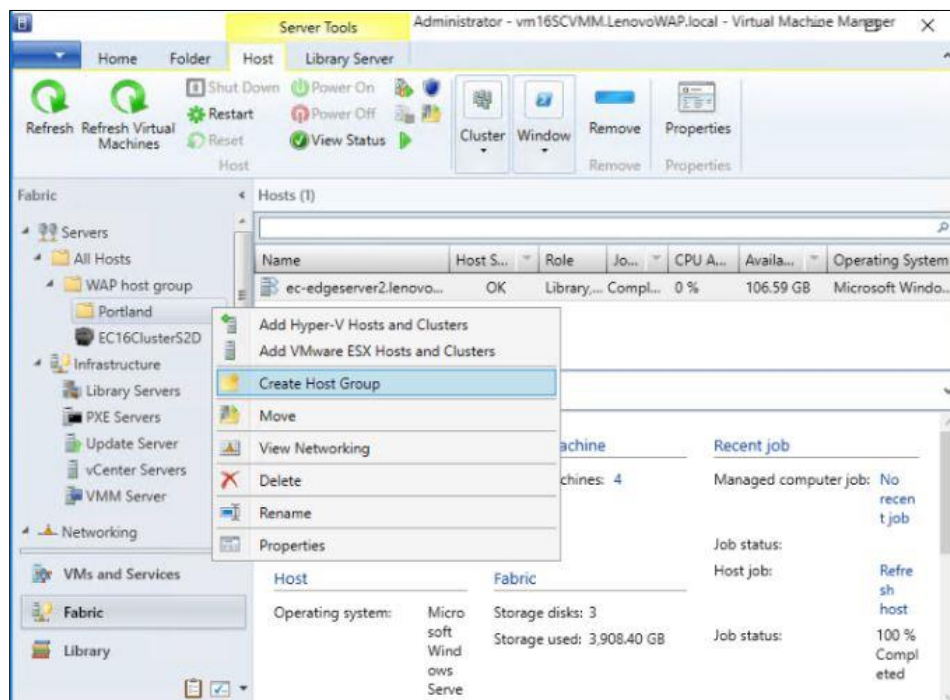 Server Tools
Administrator - vm16SCVMM.LenovoWAP.local - Virtual Machine Manager
Home Folder Host Library Server
Shut Down Power On
Restart Power Off
Refresh Refresh Virtual
Machines
Reset View Status
Cluster Window Remove Properties
Host Remove Properties
Fabric
Hosts (1)
Servers
All Hosts
WAP host group
Portland
EC16ClusterS2D
Infrastructure
Library Servers
PXE Servers
Update Server
vCenter Servers
VMM Server
Networking
VMs and Services
Fabric
Library
Name Host S... Role Jo... CPU A... Availa... Operating System
ec-edgeserver2.lenovo... OK Library,... Compl... 0 % 106.59 GB Microsoft Windo...
Add Hyper-V Hosts and Clusters
Add VMware ESX Hosts and Clusters
Create Host Group
Move
View Networking
Delete
Rename
Properties
achine
chines: 4
Recent job
Managed computer job: No
recen
t job
Job status:
Host job: Refre
sh
host
Job status: 100 %
Compl
eted
Host
Operating system: Micro
soft
Wind
ows
Serve
Fabric
Storage disks: 3
Storage used: 3,908.40 GB